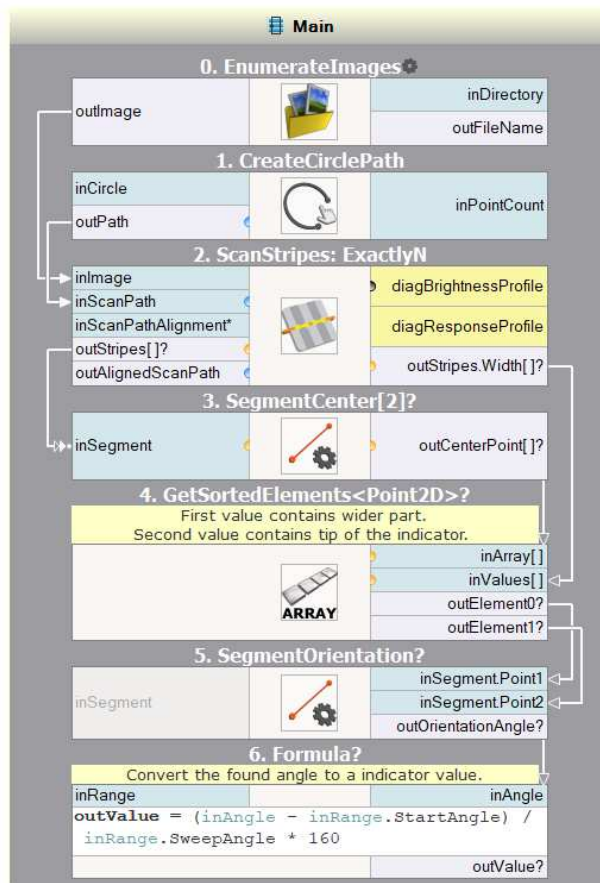 Main
0. EnumerateImages
outImage
inDirectory
outFileName
1. CreateCirclePath
inCircle
outPath
inPointCount
2. ScanStripes: ExactlyN
inImage
inScanPath
inScanPathAlignment*
outStripes[]?
outAlignedScanPath
diagBrightnessProfile
diagResponseProfile
outStripes.Width[]?
3. SegmentCenter[2]?
inSegment
outCenterPoint[]?
4. GetSortedElements<Point2D>?
First value contains wider part.
Second value contains tip of the indicator.
ARRAY
inArray[]
inValues[]
outElement0?
outElement1?
5. SegmentOrientation?
inSegment
inSegment.Point1
inSegment.Point2
outOrientationAngle?
6. Formula?
Convert the found angle to a indicator value.
inRange
inAngle
outValue = (inAngle - inRange.StartAngle) /
inRange.SweepAngle * 160
outValue?